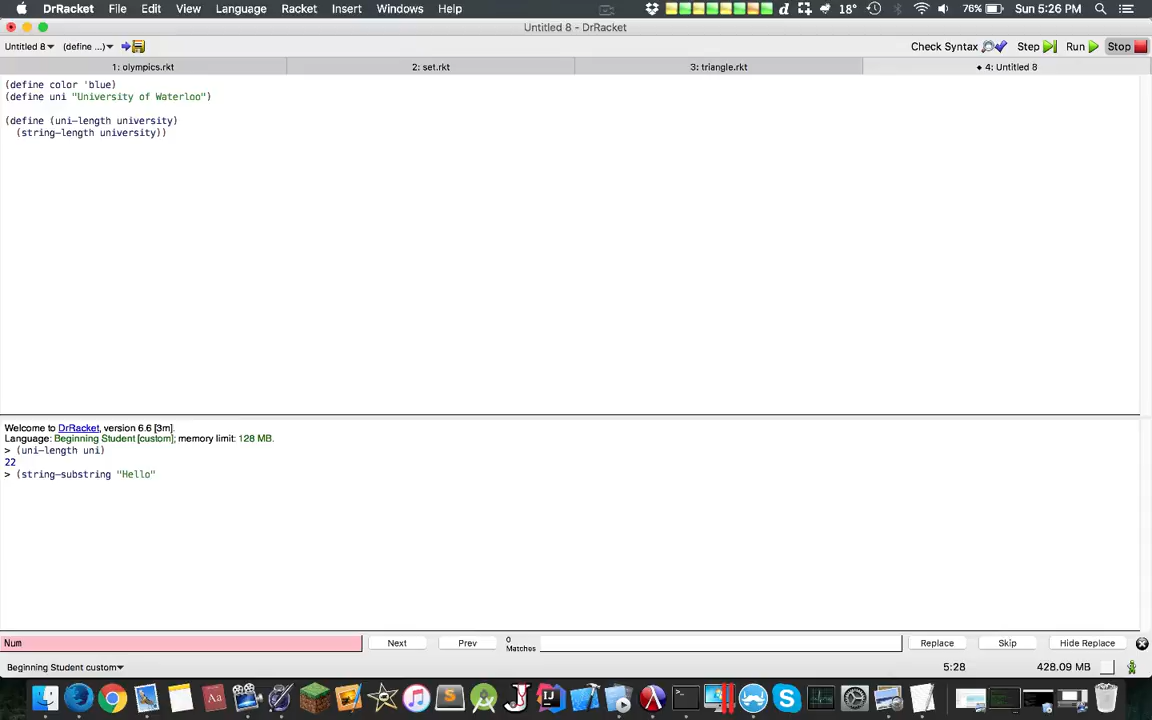 DrRacket File Edit View Language Racket Insert Windows Help 18° 76% Sun 5:26 PM
Untitled 8 - DrRacket
Untitled 8 (define ...) Check Syntax Step Run Stop
1: olympics.rkt 2: set.rkt 3: triangle.rkt ♦ 4: Untitled 8
(define color 'blue)
(define uni "University of Waterloo")
(define (uni-length university)
(string-length university))
Welcome to DrRacket, version 6.6 [3m].
Language: Beginning Student [custom]; memory limit: 128 MB.
> (uni-length uni)
22
> (string-substring "Hello"
Num Next Prev 0 Matches Replace Skip Hide Replace
Beginning Student custom 5:28 428.09 MB